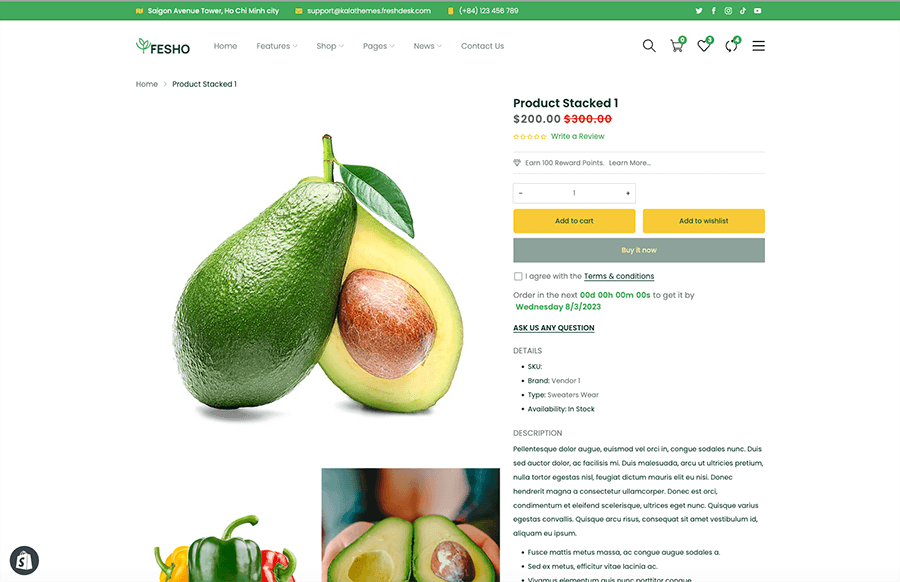 Saigon Avenue Tower, Ho Chi Minh city support@kalathemes.freshdesk.com (+84) 123 456 789
FESHO Home Features Shop Pages News Contact Us 0 3 4
Home > Product Stacked 1
Product Stacked 1
$200.00 $300.00
Write a Review
Earn 100 Reward Points. Learn More...
- 1 +
Add to cart Add to wishlist
Buy it now
I agree with the Terms & conditions
Order in the next 00d 00h 00m 00s to get it by
Wednesday 8/3/2023
ASK US ANY QUESTION
DETAILS
• SKU:
• Brand: Vendor 1
• Type: Sweaters Wear
• Availability: In Stock
DESCRIPTION
Pellentesque dolor augue, euismod vel orci in, congue sodales nunc. Duis
sed auctor dolor, ac facilisis mi. Duis malesuada, arcu ut ultricies pretium,
nulla tortor egestas nisl, feugiat dictum mauris elit eu nisi. Donec
hendrerit magna a consectetur ullamcorper. Donec est orci,
condimentum et eleifend scelerisque, ultrices eget nunc. Quisque varius
egestas convallis. Quisque arcu risus, consequat sit amet vestibulum id,
aliquam eu ipsum.
• Fusce mattis metus massa, ac congue augue sodales a.
• Sed ex metus, efficitur vitae lacinia ac.
• Vivamus elementum quis nunc porttitor congue.